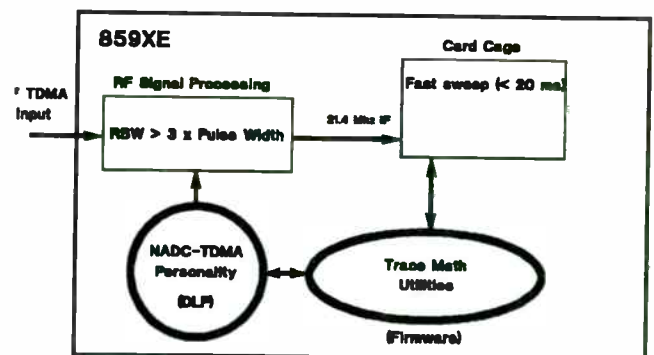 859XE
Card Cage
RF Signal Processing
Fast sweep (< 20 ms)
TDMA
Input
RBW > 3 x Pulse Width
21.4 Mhz IF
NADC-TDMA
Personality
(DLP)
Trace Math
Utilities
(Firmware)